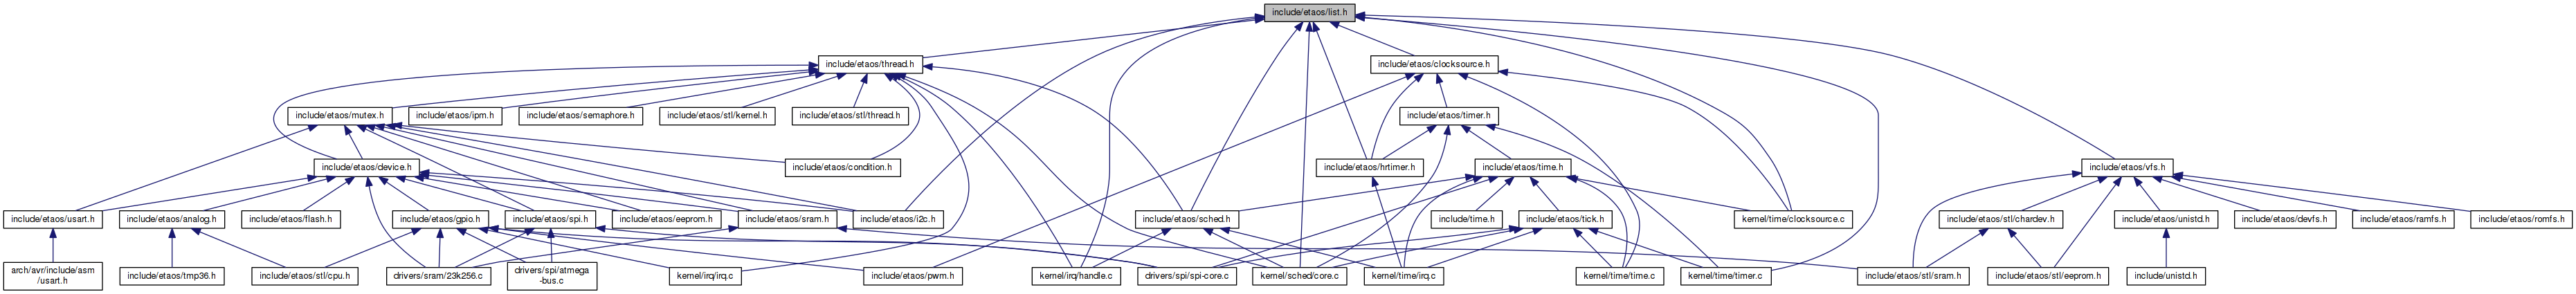 include/etaos/list.h
include/etaos/thread.h
include/etaos/clocksource.h
include/etaos/mutex.h
include/etaos/ipm.h
include/etaos/semaphore.h
include/etaos/stl/kernel.h
include/etaos/stl/thread.h
include/etaos/timer.h
include/etaos/device.h
include/etaos/condition.h
include/etaos/hrtimer.h
include/etaos/time.h
include/etaos/vfs.h
include/etaos/usart.h
include/etaos/analog.h
include/etaos/flash.h
include/etaos/gpio.h
include/etaos/spi.h
include/etaos/eeprom.h
include/etaos/sram.h
include/etaos/i2c.h
include/etaos/sched.h
include/time.h
include/etaos/tick.h
kernel/time/clocksource.c
include/etaos/stl/chardev.h
include/etaos/unistd.h
include/etaos/devfs.h
include/etaos/ramfs.h
include/etaos/romfs.h
arch/avr/include/asm
/usart.h
include/etaos/tmp36.h
include/etaos/stl/cpu.h
drivers/sram/23k256.c
drivers/spi/atmega
-bus.c
kernel/irq/irq.c
include/etaos/pwm.h
kernel/irq/handle.c
drivers/spi/spi-core.c
kernel/sched/core.c
kernel/time/irq.c
kernel/time/time.c
kernel/time/timer.c
include/etaos/stl/sram.h
include/etaos/stl/eeprom.h
include/unistd.h